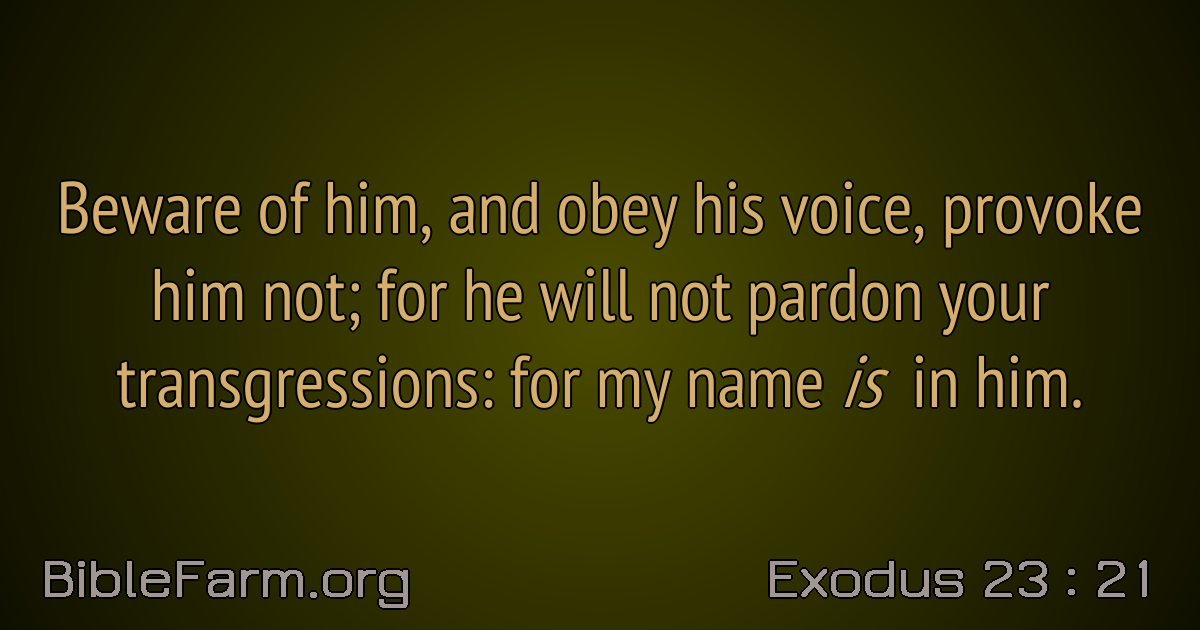 Beware of him, and obey his voice, provoke
him not; for he will not pardon your
transgressions: for my name is in him.
BibleFarm.org
Exodus 23 : 21